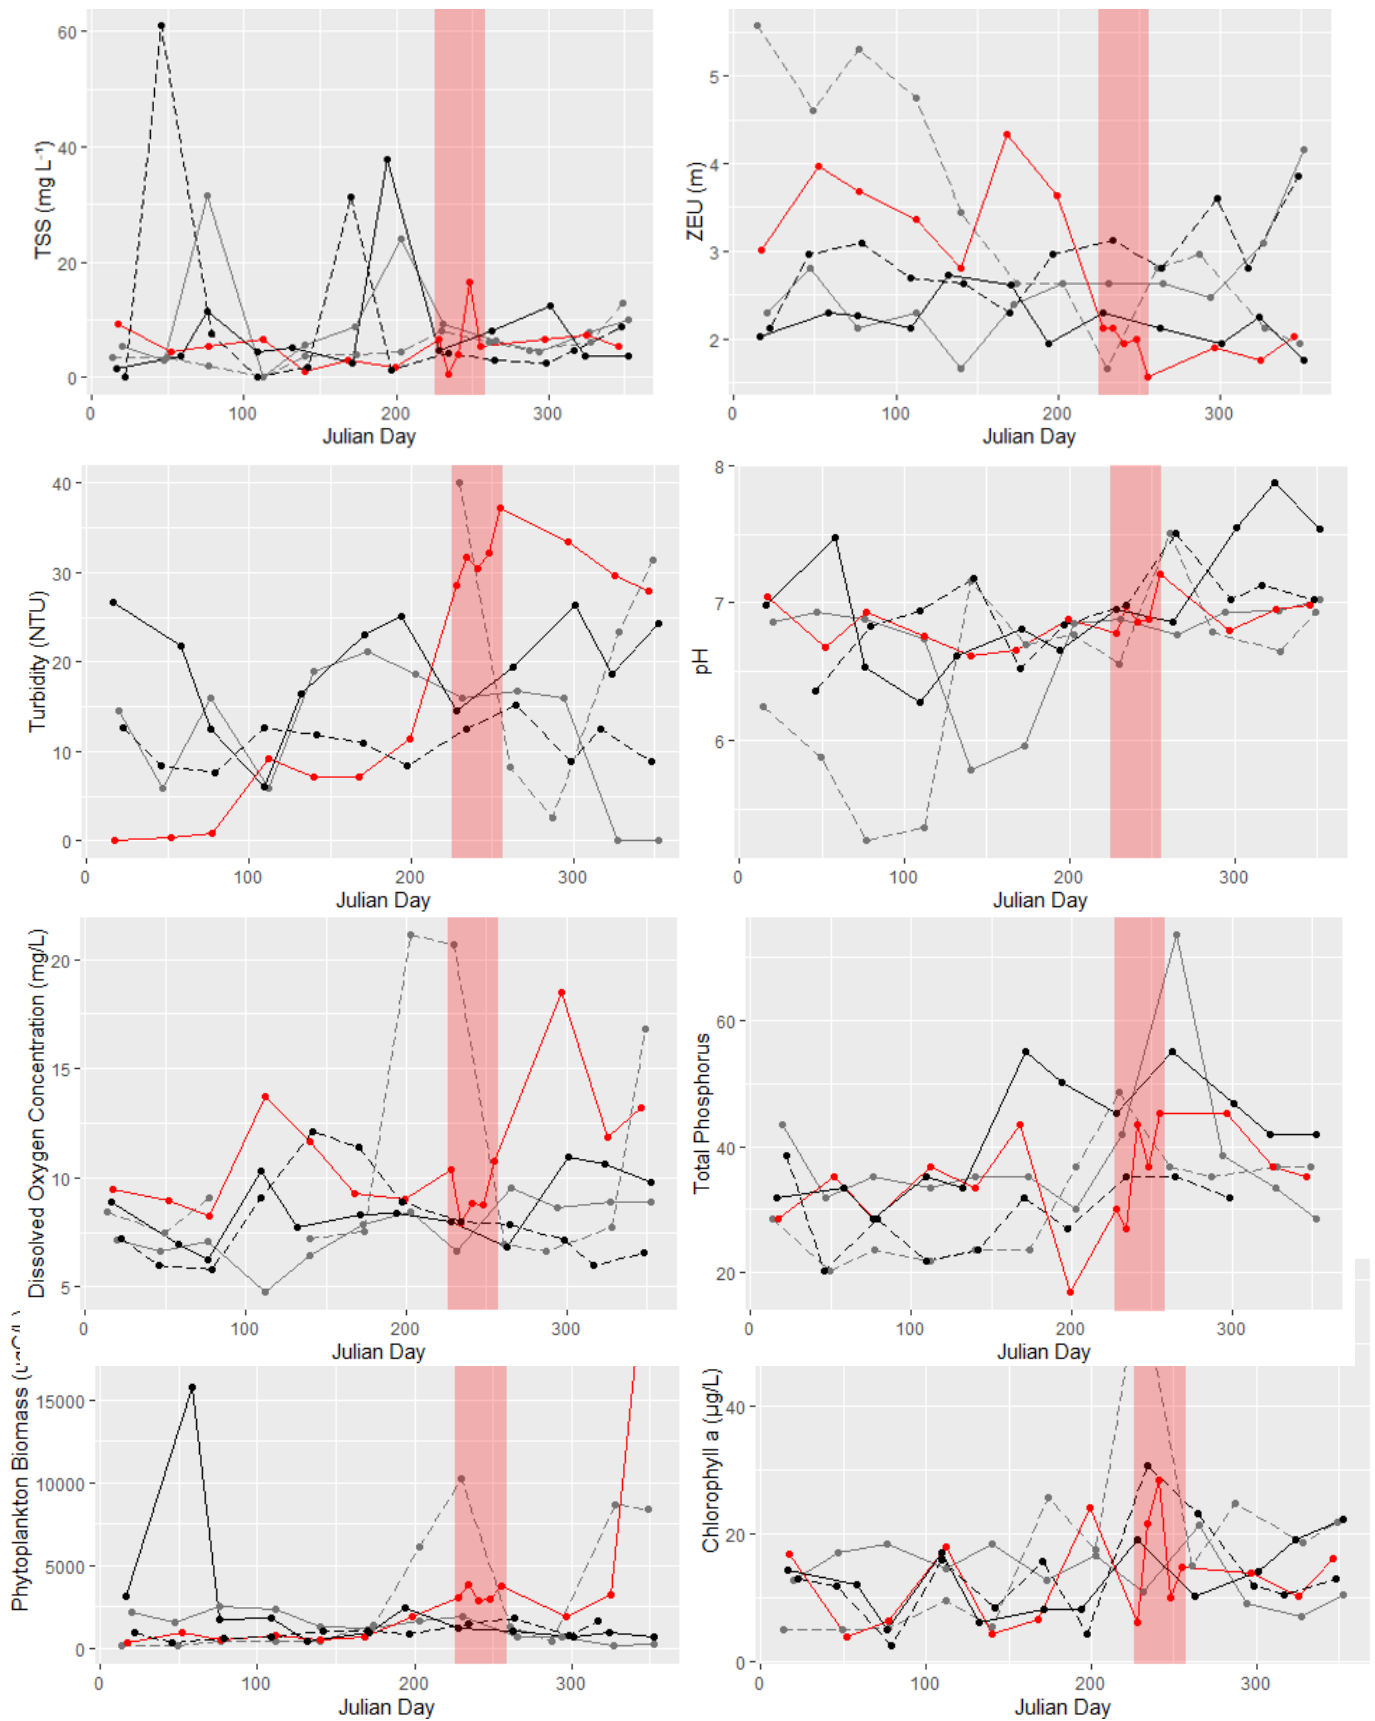 TSS (mg L⁻¹)
60
40
20
0
0 100 200 300
Julian Day
ZEU (m)
5
4
3
2
0 100 200 300
Julian Day
Turbidity (NTU)
40
30
20
10
0
0 100 200 300
Julian Day
pH
8
7
6
0 100 200 300
Julian Day
Dissolved Oxygen Concentration (mg/L)
20
15
10
5
0 100 200 300
Julian Day
Total Phosphorus
60
40
20
0 100 200 300
Julian Day
Phytoplankton Biomass
15000
10000
5000
0
0 100 200 300
Julian Day
Chlorophyll a (µg/L)
40
20
0
0 100 200 300
Julian Day